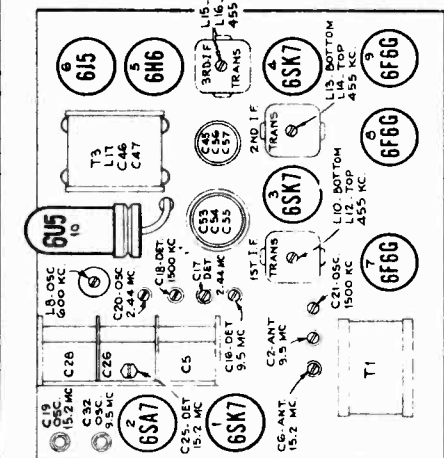 L15-
L16-
455
6
6J5
5
6H6
3RD I.F.
TRANS
4
6SK7
L13-BOTTOM
L14-TOP
455 KC.
9
6F6G
T3
L17
C46
C47
C45
C56
C57
2ND I.F.
TRANS
8
6F6G
6U5
10
C53
C54
C55
3
6SK7
L10-BOTTOM
L12-TOP
455 KC.
1ST I.F.
TRANS
7
6F6G
L8-OSC
600 KC.
C20-OSC
2.44 MC
C18-DET.
1500 KC
C17
DET
2.44 MC
C16-DET
9.5 MC
C21-OSC.
1500 KC
C28
C26
C5
C2-ANT
9.5 MC
T1
C19
OSC.
15.2 MC
C32
OSC.
9.5 MC
2
6SA7
C25-DET
15.2 MC
1
6SK7
C6-ANT.
15.2 MC